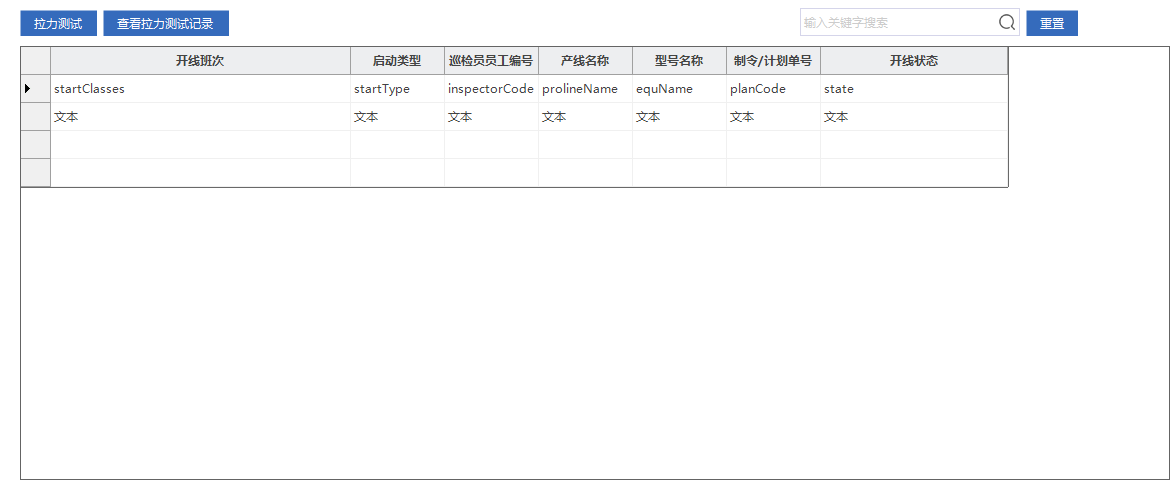 拉力测试 查看拉力测试记录 输入关键字搜索 重置
开线班次 启动类型 巡检员员工编号 产线名称 型号名称 制令/计划单号 开线状态
startClasses startType inspectorCode prolineName equName planCode state
文本 文本 文本 文本 文本 文本 文本